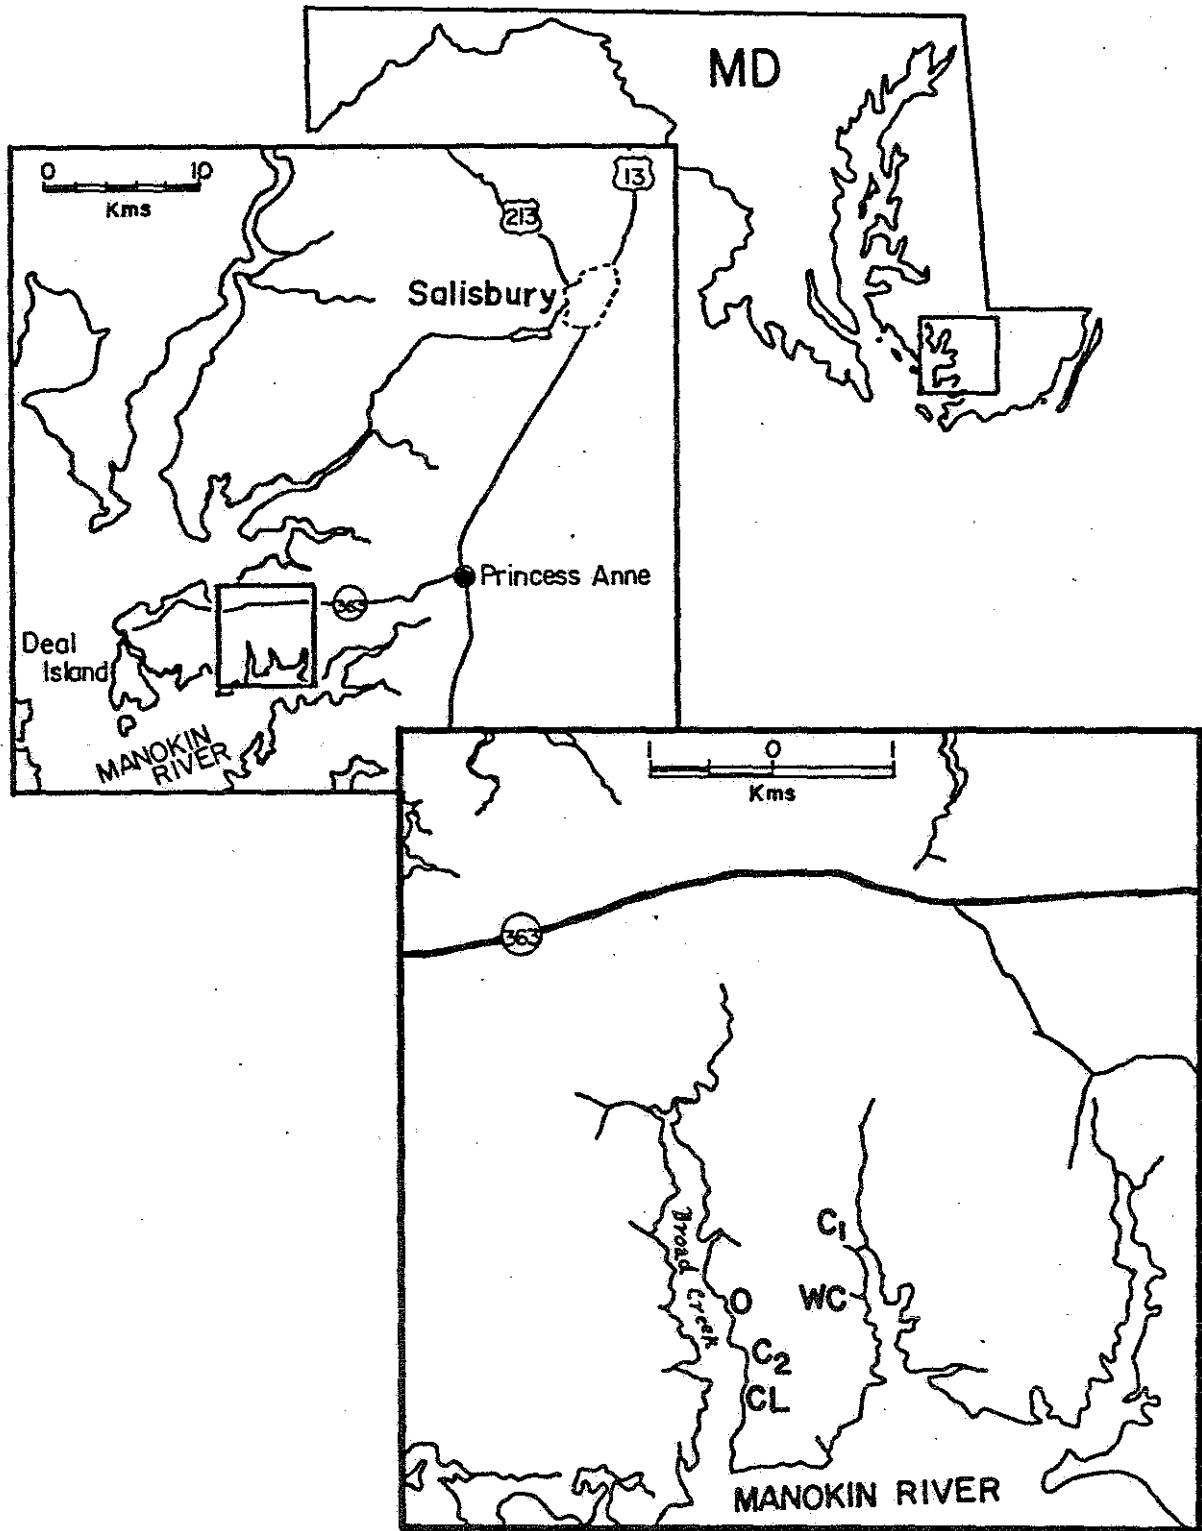 MD
0 10
Kms
13
213
Salisbury
Princess Anne
363
Deal
Island
MANOKIN
RIVER
1 0 1
Kms
363
Broad Creek
C1
WC
O
C2
CL
MANOKIN RIVER